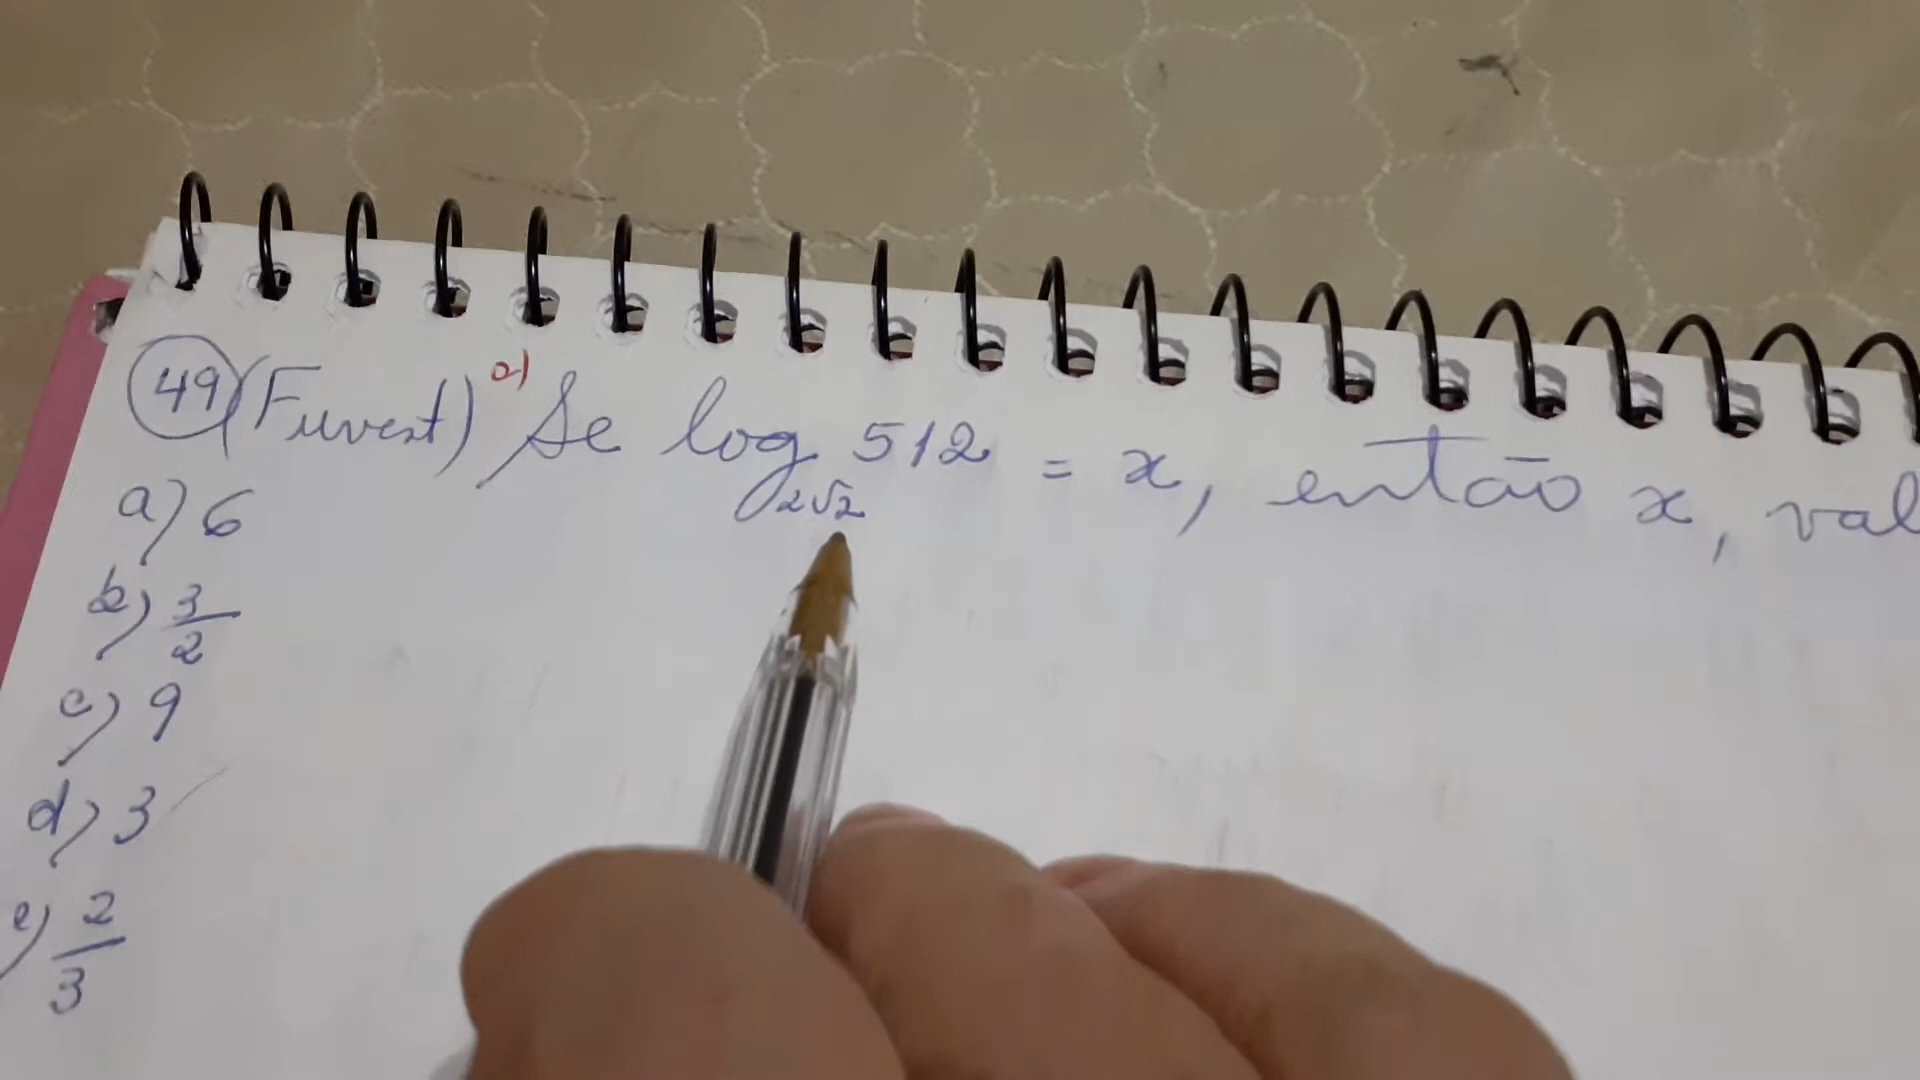 49 (Fuvest) a) Se log 2√2 512 = x, então x, val
a) 6
b) 3/2
c) 9
d) 3
e) 2/3